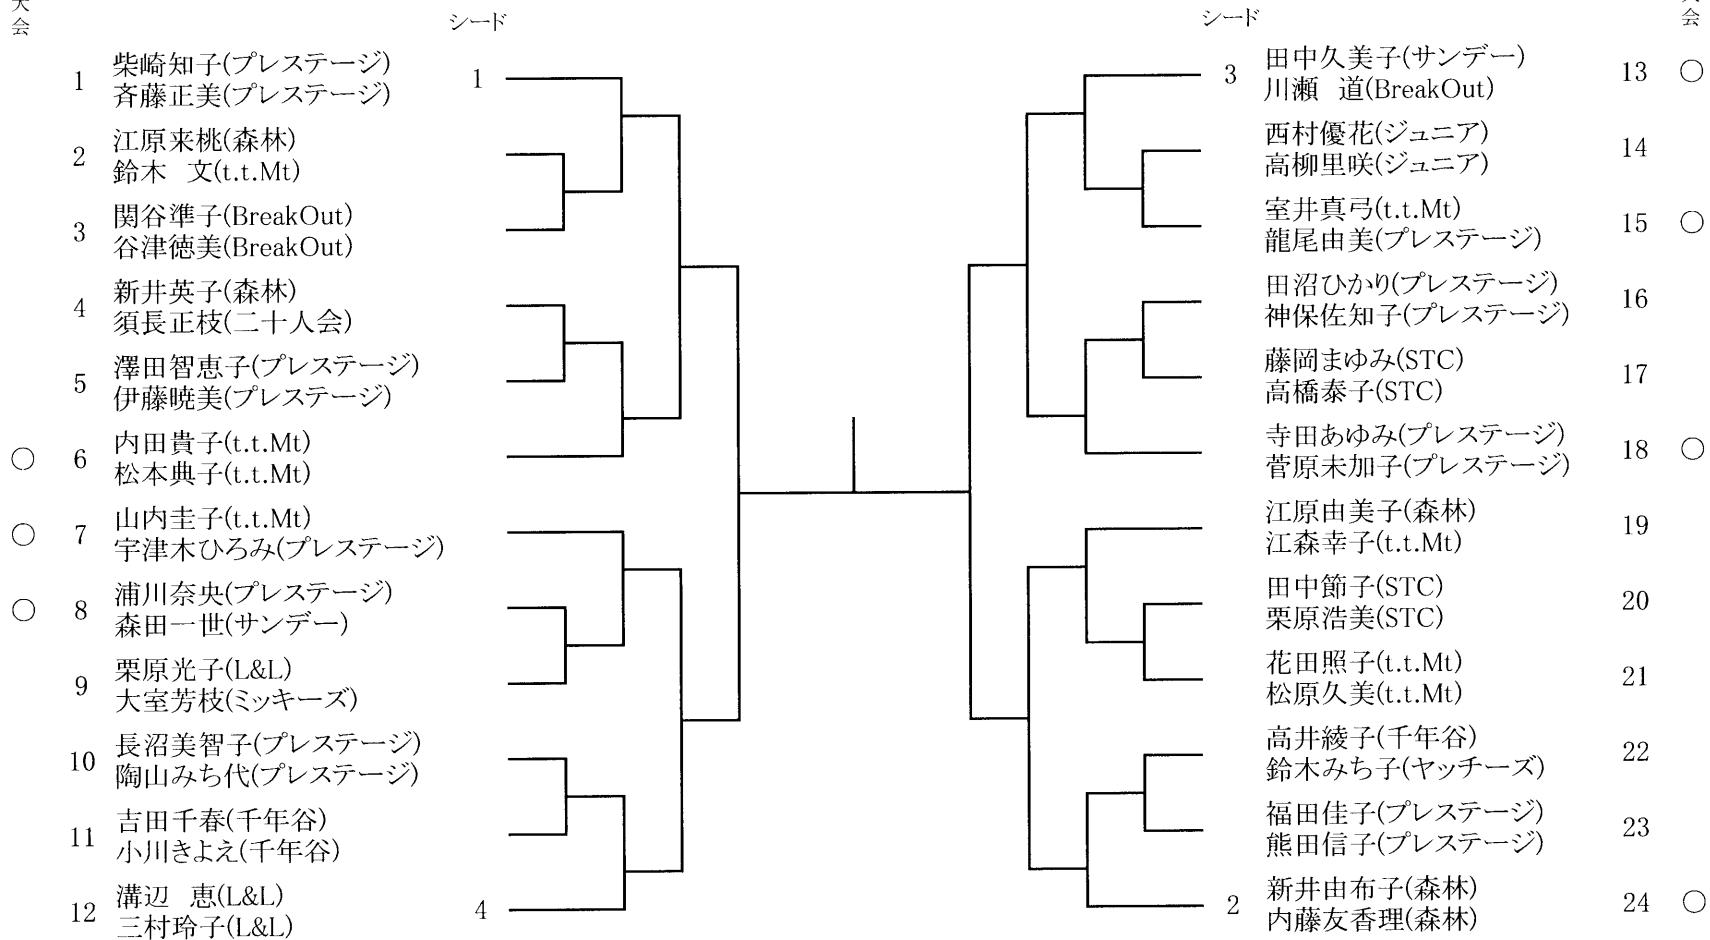 大
会
シード
1
柴崎知子(プレステージ)
斉藤正美(プレステージ)
1
2
江原来桃(森林)
鈴木　文(t.t.Mt)
3
関谷準子(BreakOut)
谷津徳美(BreakOut)
4
新井英子(森林)
須長正枝(二十人会)
5
澤田智恵子(プレステージ)
伊藤暁美(プレステージ)
○
6
内田貴子(t.t.Mt)
松本典子(t.t.Mt)
○
7
山内圭子(t.t.Mt)
宇津木ひろみ(プレステージ)
○
8
浦川奈央(プレステージ)
森田一世(サンデー)
9
栗原光子(L&L)
大室芳枝(ミッキーズ)
10
長沼美智子(プレステージ)
陶山みち代(プレステージ)
11
吉田千春(千年谷)
小川きよえ(千年谷)
12
溝辺　恵(L&L)
三村玲子(L&L)
4
シード
会
3
田中久美子(サンデー)
川瀬　道(BreakOut)
13
○
西村優花(ジュニア)
高柳里咲(ジュニア)
14
室井真弓(t.t.Mt)
龍尾由美(プレステージ)
15
○
田沼ひかり(プレステージ)
神保佐知子(プレステージ)
16
藤岡まゆみ(STC)
高橋泰子(STC)
17
寺田あゆみ(プレステージ)
菅原未加子(プレステージ)
18
○
江原由美子(森林)
江森幸子(t.t.Mt)
19
田中節子(STC)
栗原浩美(STC)
20
花田照子(t.t.Mt)
松原久美(t.t.Mt)
21
高井綾子(千年谷)
鈴木みち子(ヤッチーズ)
22
福田佳子(プレステージ)
熊田信子(プレステージ)
23
2
新井由布子(森林)
内藤友香理(森林)
24
○